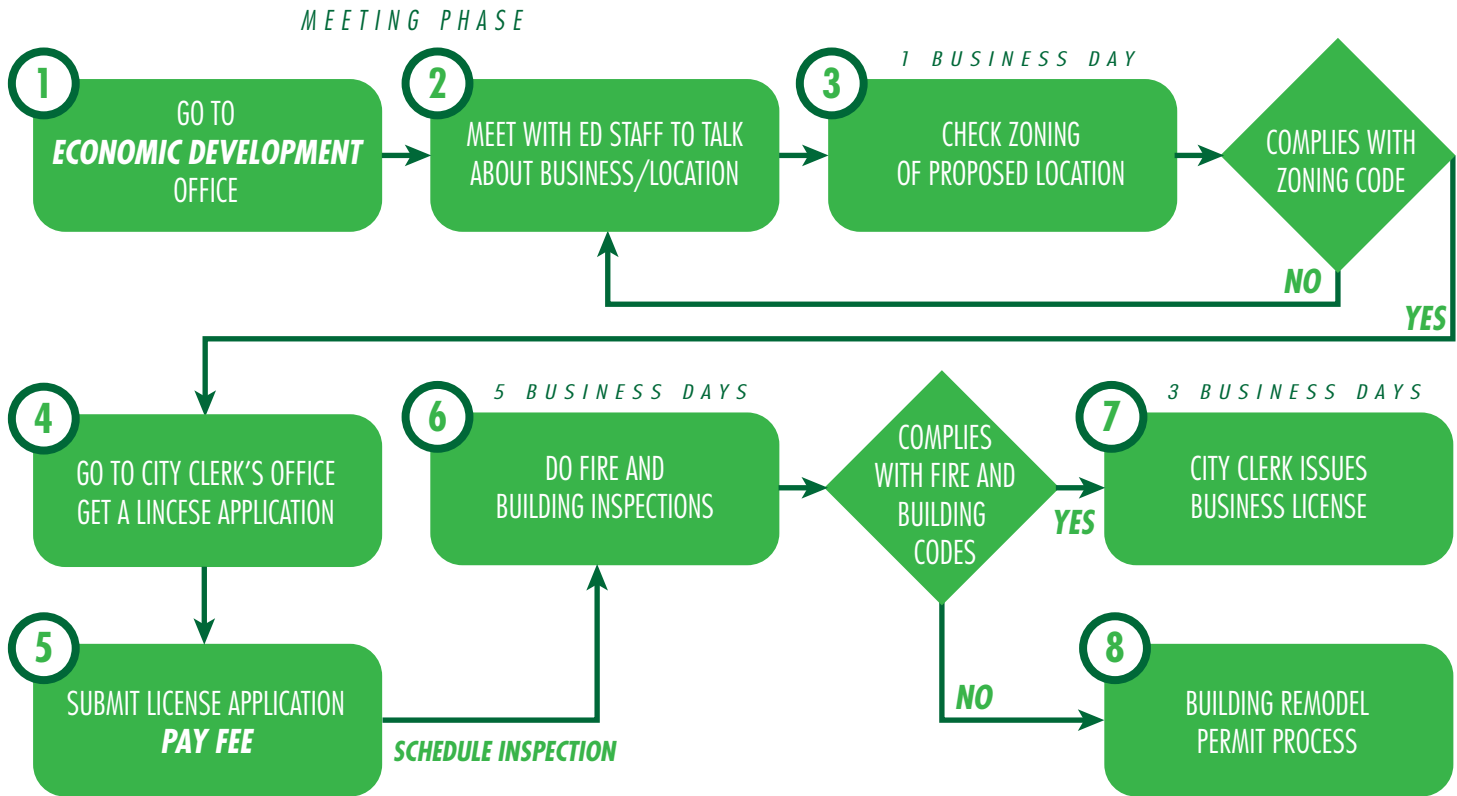 MEETING PHASE
1
GO TO
ECONOMIC DEVELOPMENT
OFFICE
2
MEET WITH ED STAFF TO TALK
ABOUT BUSINESS/LOCATION
1 BUSINESS DAY
3
CHECK ZONING
OF PROPOSED LOCATION
COMPLIES WITH
ZONING CODE
NO
YES
4
GO TO CITY CLERK'S OFFICE
GET A LINCESE APPLICATION
5
SUBMIT LICENSE APPLICATION
PAY FEE
SCHEDULE INSPECTION
5 BUSINESS DAYS
6
DO FIRE AND
BUILDING INSPECTIONS
COMPLIES
WITH FIRE AND
BUILDING
CODES
YES
3 BUSINESS DAYS
7
CITY CLERK ISSUES
BUSINESS LICENSE
NO
8
BUILDING REMODEL
PERMIT PROCESS